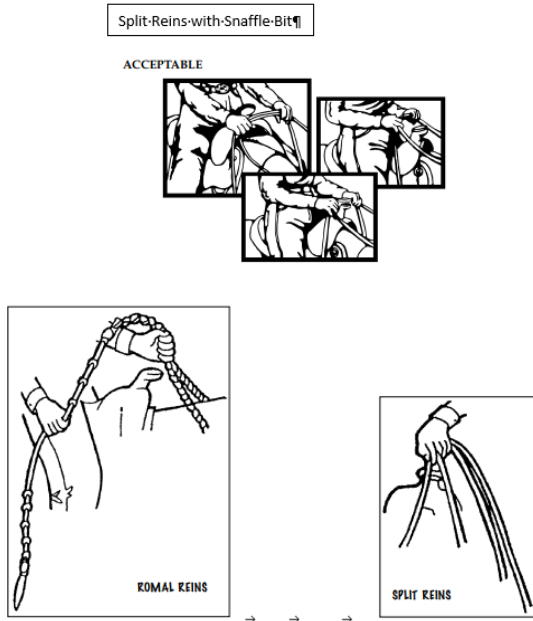 Split·Reins·with·Snaffle·Bit¶
ACCEPTABLE
ROMAL REINS
SPLIT REINS
→ → →